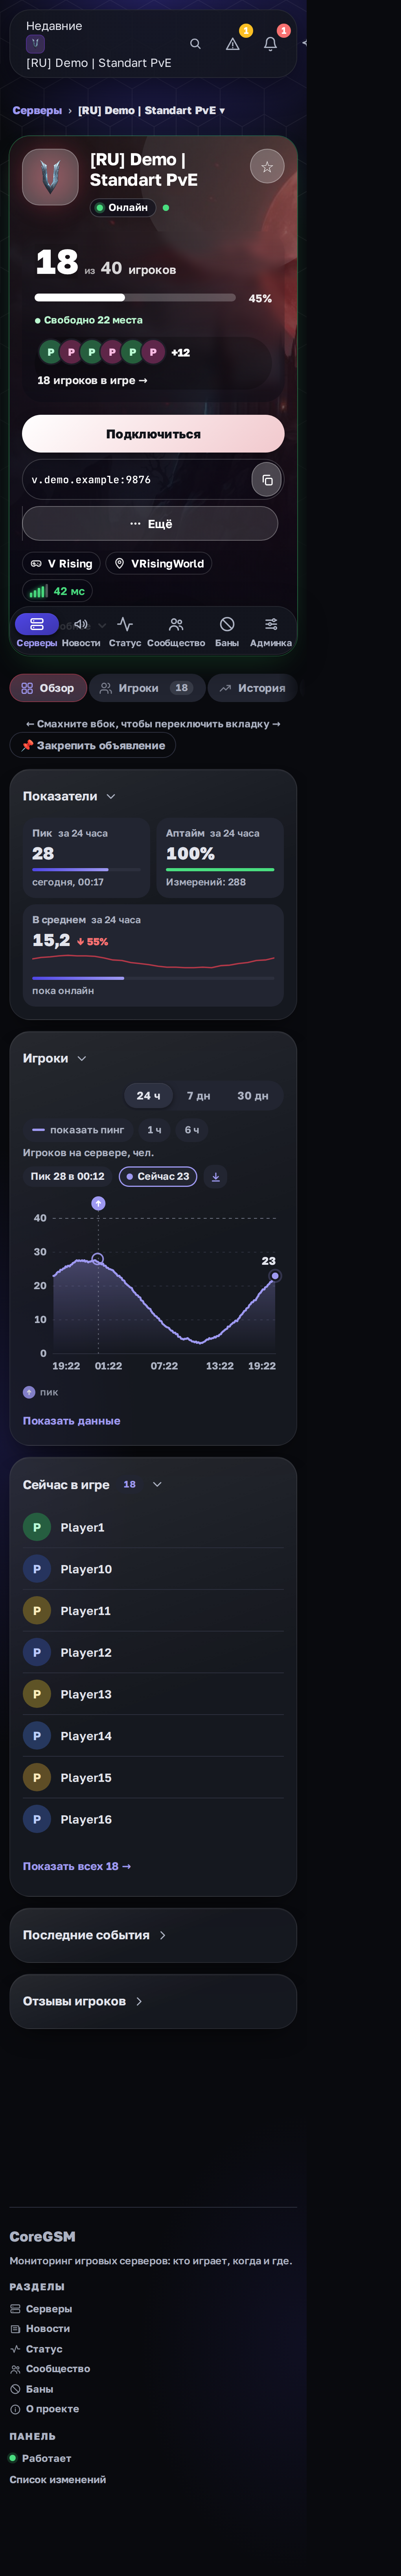 Недавние
[RU] Demo | Standart PvE
1
1
Серверы › [RU] Demo | Standart PvE ▾
[RU] Demo |
Standart PvE
Онлайн
18 из 40 игроков
45%
Свободно 22 места
P P P P P P +12
18 игроков в игре →
Подключиться
v.demo.example:9876
··· Ещё
V Rising
VRisingWorld
42 мс
Серверы Новости Статус Сообщество Баны Админка
Обзор Игроки 18 История
← Смахните вбок, чтобы переключить вкладку →
📌 Закрепить объявление
Показатели
Пик за 24 часа
28
сегодня, 00:17
Аптайм за 24 часа
100%
Измерений: 288
В среднем за 24 часа
15,2 ↓ 55%
пока онлайн
Игроки
24 ч 7 дн 30 дн
показать пинг 1 ч 6 ч
Игроков на сервере, чел.
Пик 28 в 00:12 Сейчас 23
40
30
23
20
10
0
19:22 01:22 07:22 13:22 19:22
пик
Показать данные
Сейчас в игре 18
P Player1
P Player10
P Player11
P Player12
P Player13
P Player14
P Player15
P Player16
Показать всех 18 →
Последние события
Отзывы игроков
CoreGSM
Мониторинг игровых серверов: кто играет, когда и где.
РАЗДЕЛЫ
Серверы
Новости
Статус
Сообщество
Баны
О проекте
ПАНЕЛЬ
Работает
Список изменений